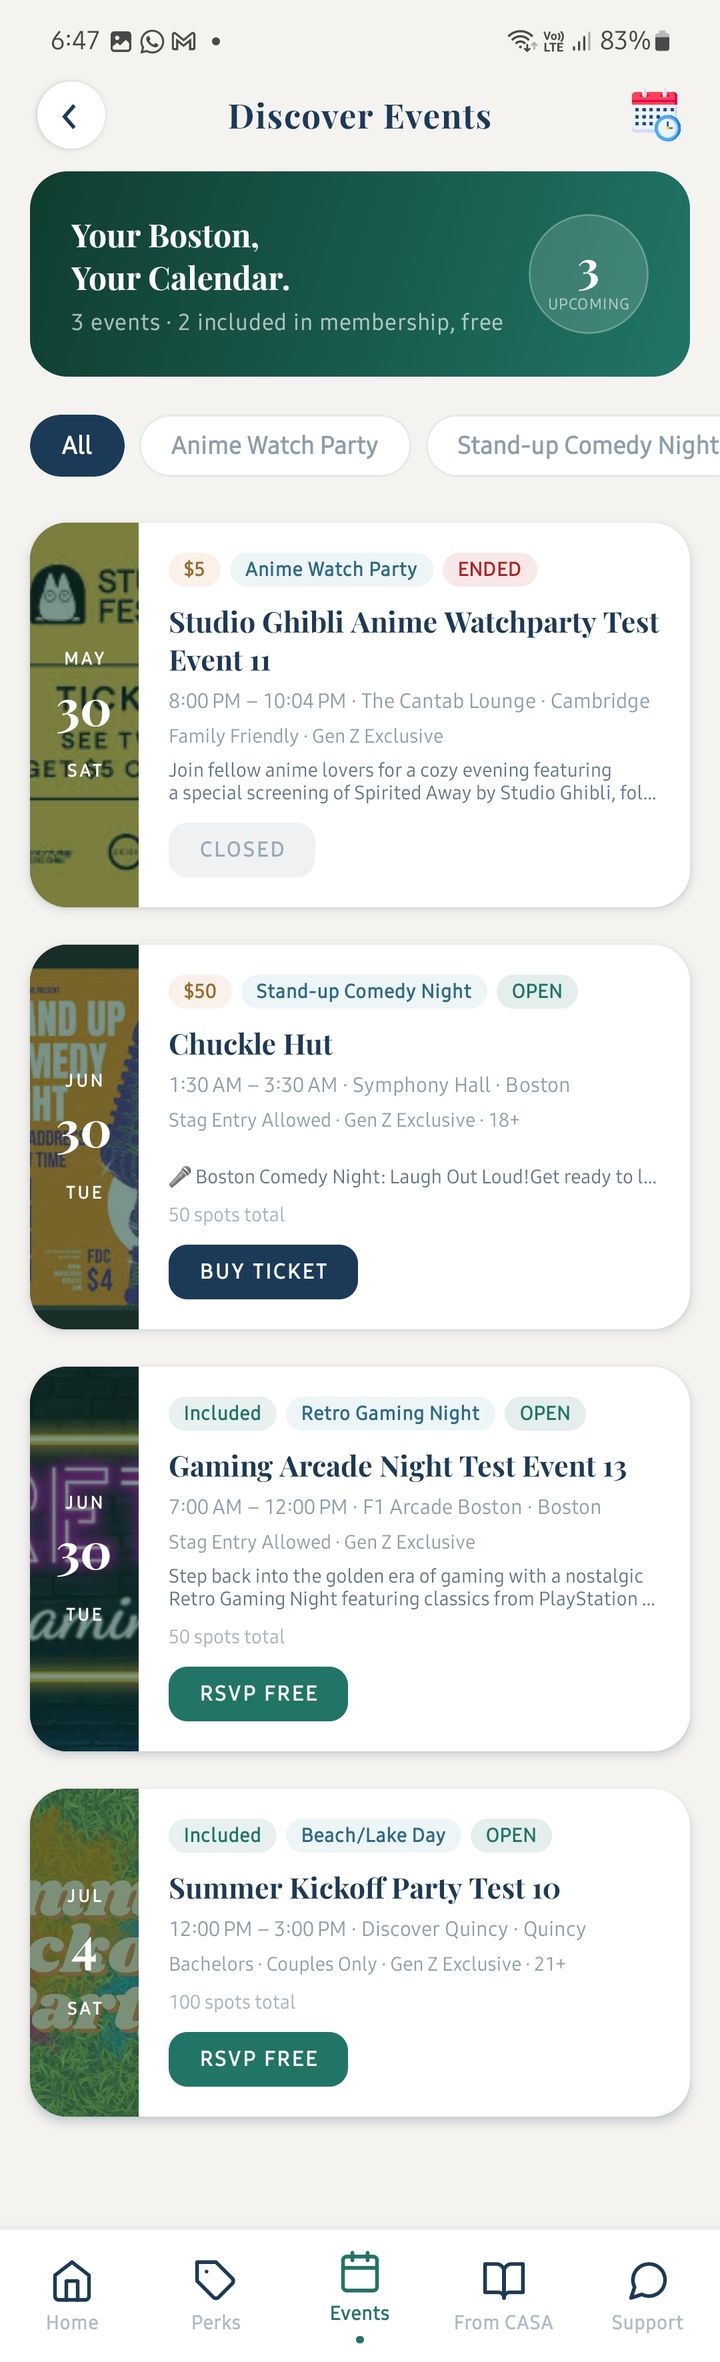 6:47
Vo))
LTE
83%
Discover Events
Your Boston,
Your Calendar.
3 events · 2 included in membership, free
3
UPCOMING
All
Anime Watch Party
Stand-up Comedy Night
MAY
30
SAT
$5
Anime Watch Party
ENDED
Studio Ghibli Anime Watchparty Test
Event 11
8:00 PM – 10:04 PM · The Cantab Lounge · Cambridge
Family Friendly · Gen Z Exclusive
Join fellow anime lovers for a cozy evening featuring
a special screening of Spirited Away by Studio Ghibli, fol...
CLOSED
JUN
30
TUE
FDC
$4
$50
Stand-up Comedy Night
OPEN
Chuckle Hut
1:30 AM – 3:30 AM · Symphony Hall · Boston
Stag Entry Allowed · Gen Z Exclusive · 18+
🎤 Boston Comedy Night: Laugh Out Loud!Get ready to l...
50 spots total
BUY TICKET
JUN
30
TUE
Included
Retro Gaming Night
OPEN
Gaming Arcade Night Test Event 13
7:00 AM – 12:00 PM · F1 Arcade Boston · Boston
Stag Entry Allowed · Gen Z Exclusive
Step back into the golden era of gaming with a nostalgic
Retro Gaming Night featuring classics from PlayStation ...
50 spots total
RSVP FREE
JUL
4
SAT
Included
Beach/Lake Day
OPEN
Summer Kickoff Party Test 10
12:00 PM – 3:00 PM · Discover Quincy · Quincy
Bachelors · Couples Only · Gen Z Exclusive · 21+
100 spots total
RSVP FREE
Home
Perks
Events
From CASA
Support